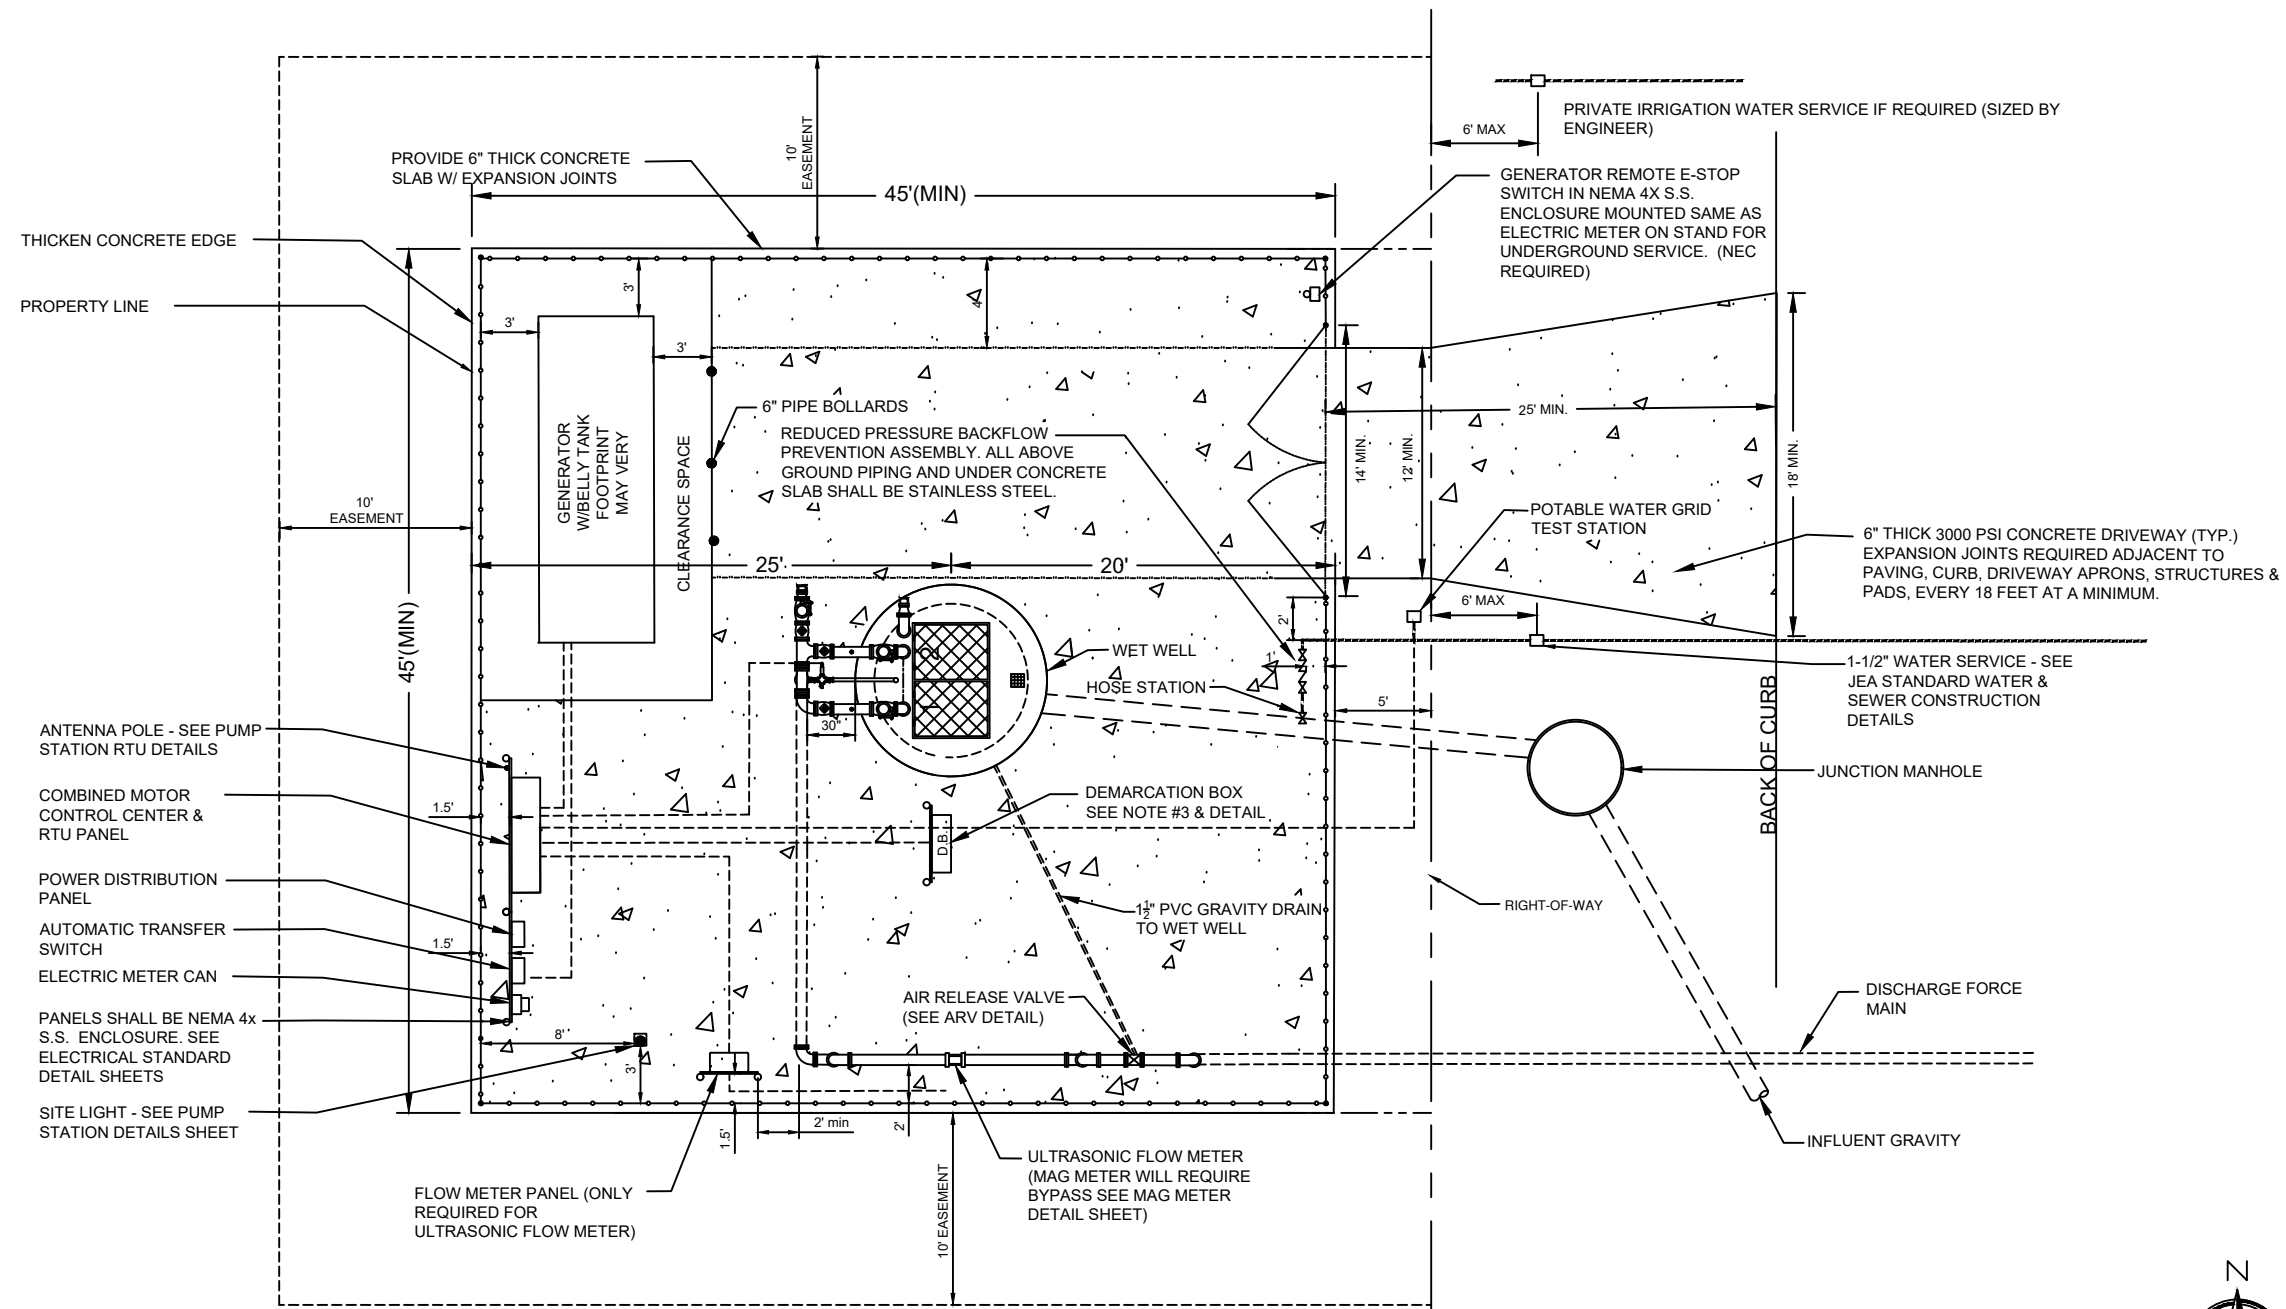 PRIVATE IRRIGATION WATER SERVICE IF REQUIRED (SIZED BY
ENGINEER)
6' MAX
10'
EASEMENT
PROVIDE 6" THICK CONCRETE
SLAB W/ EXPANSION JOINTS
45'(MIN)
GENERATOR REMOTE E-STOP
SWITCH IN NEMA 4X S.S.
ENCLOSURE MOUNTED SAME AS
ELECTRIC METER ON STAND FOR
UNDERGROUND SERVICE. (NEC
REQUIRED)
THICKEN CONCRETE EDGE
PROPERTY LINE
3'
3'
3'
4'
6" PIPE BOLLARDS
REDUCED PRESSURE BACKFLOW
PREVENTION ASSEMBLY. ALL ABOVE
GROUND PIPING AND UNDER CONCRETE
SLAB SHALL BE STAINLESS STEEL.
GENERATOR
W/BELLY TANK
FOOTPRINT
MAY VERY
CLEARANCE SPACE
14' MIN.
12' MIN.
25' MIN.
18' MIN.
10'
EASEMENT
POTABLE WATER GRID
TEST STATION
6" THICK 3000 PSI CONCRETE DRIVEWAY (TYP.)
EXPANSION JOINTS REQUIRED ADJACENT TO
PAVING, CURB, DRIVEWAY APRONS, STRUCTURES &
PADS, EVERY 18 FEET AT A MINIMUM.
25'
20'
45'(MIN)
6' MAX
2'
1'
WET WELL
HOSE STATION
5'
30"
1-1/2" WATER SERVICE - SEE
JEA STANDARD WATER &
SEWER CONSTRUCTION
DETAILS
BACK OF CURB
JUNCTION MANHOLE
ANTENNA POLE - SEE PUMP
STATION RTU DETAILS
COMBINED MOTOR
CONTROL CENTER &
RTU PANEL
1.5'
DEMARCATION BOX
SEE NOTE #3 & DETAIL
D.B.
POWER DISTRIBUTION
PANEL
AUTOMATIC TRANSFER
SWITCH
1.5'
ELECTRIC METER CAN
PANELS SHALL BE NEMA 4x
S.S. ENCLOSURE. SEE
ELECTRICAL STANDARD
DETAIL SHEETS
SITE LIGHT - SEE PUMP
STATION DETAILS SHEET
8'
3'
1½" PVC GRAVITY DRAIN
TO WET WELL
RIGHT-OF-WAY
AIR RELEASE VALVE
(SEE ARV DETAIL)
DISCHARGE FORCE
MAIN
1.5'
2' min
2'
INFLUENT GRAVITY
FLOW METER PANEL (ONLY
REQUIRED FOR
ULTRASONIC FLOW METER)
10' EASEMENT
ULTRASONIC FLOW METER
(MAG METER WILL REQUIRE
BYPASS SEE MAG METER
DETAIL SHEET)
N